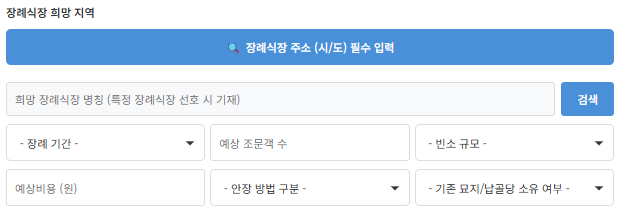 장례식장 희망 지역
장례식장 주소 (시/도) 필수 입력
희망 장례식장 명칭 (특정 장례식장 선호 시 기재)
검색
- 장례 기간 -
예상 조문객 수
- 빈소 규모 -
예상비용 (원)
- 안장 방법 구분 -
- 기존 묘지/납골당 소유 여부 -